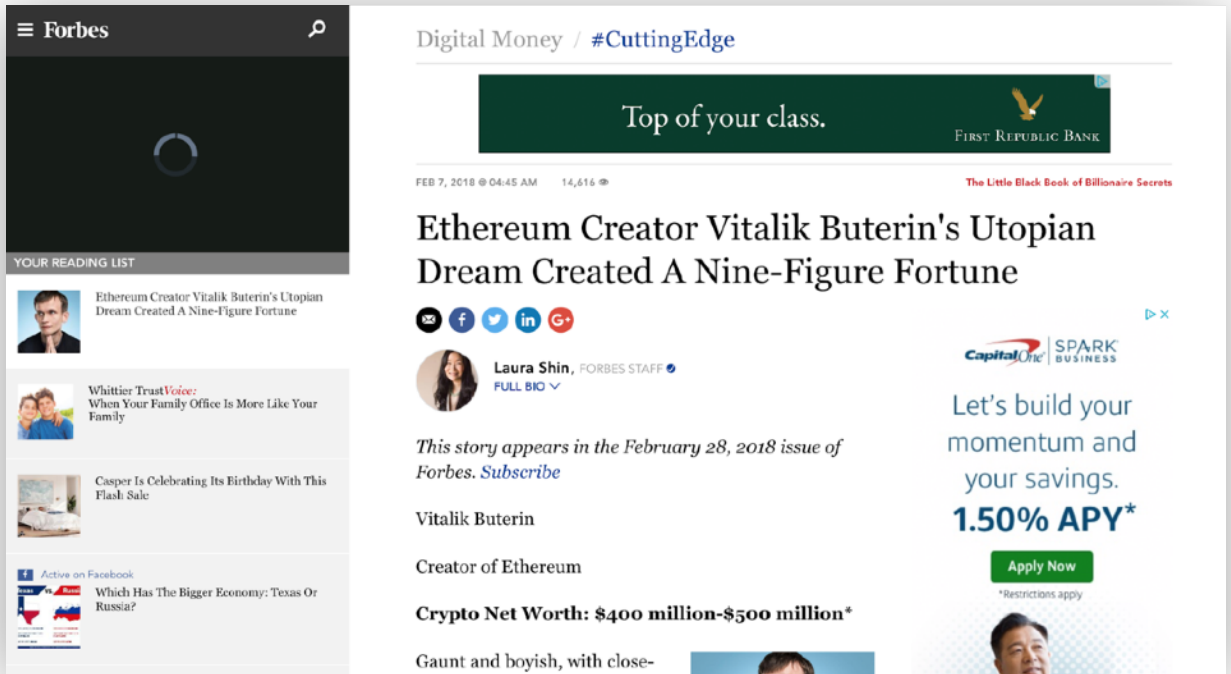 Forbes
YOUR READING LIST
Ethereum Creator Vitalik Buterin's Utopian
Dream Created A Nine-Figure Fortune
Whittier TrustVoice:
When Your Family Office Is More Like Your
Family
Casper Is Celebrating Its Birthday With This
Flash Sale
Active on Facebook
Which Has The Bigger Economy: Texas Or
Russia?
Digital Money / #CuttingEdge
Top of your class.
FIRST REPUBLIC BANK
FEB 7, 2018 @ 04:45 AM 14,616
The Little Black Book of Billionaire Secrets
Ethereum Creator Vitalik Buterin's Utopian
Dream Created A Nine-Figure Fortune
Laura Shin, FORBES STAFF
FULL BIO
This story appears in the February 28, 2018 issue of
Forbes. Subscribe
Vitalik Buterin
Creator of Ethereum
Crypto Net Worth: $400 million-$500 million*
Gaunt and boyish, with close-
Capital One SPARK
BUSINESS
Let's build your
momentum and
your savings.
1.50% APY*
Apply Now
*Restrictions apply